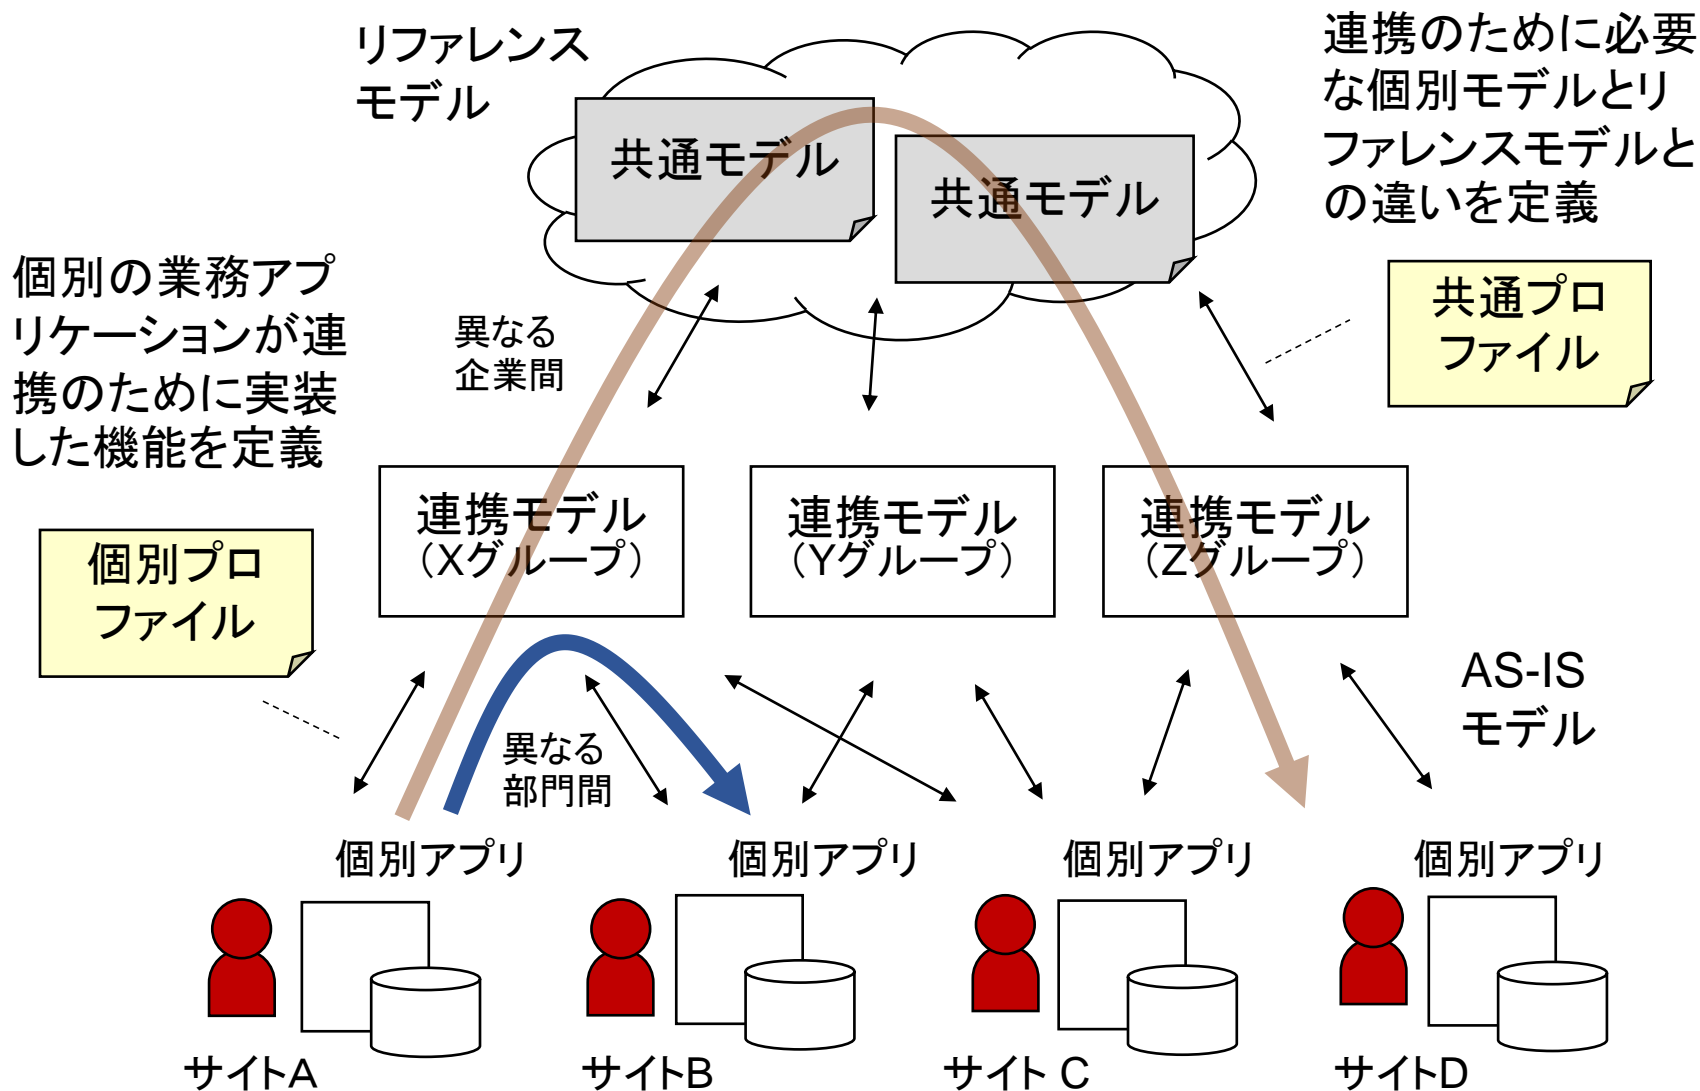 リファレンス
モデル
連携のために必要
な個別モデルとリ
ファレンスモデルと
の違いを定義
共通モデル
共通モデル
個別の業務アプ
リケーションが連
携のために実装
した機能を定義
異なる
企業間
共通プロ
ファイル
連携モデル
（Xグループ）
連携モデル
（Yグループ）
連携モデル
（Zグループ）
個別プロ
ファイル
AS-IS
モデル
異なる
部門間
個別アプリ
個別アプリ
個別アプリ
個別アプリ
サイトA
サイトB
サイト C
サイトD